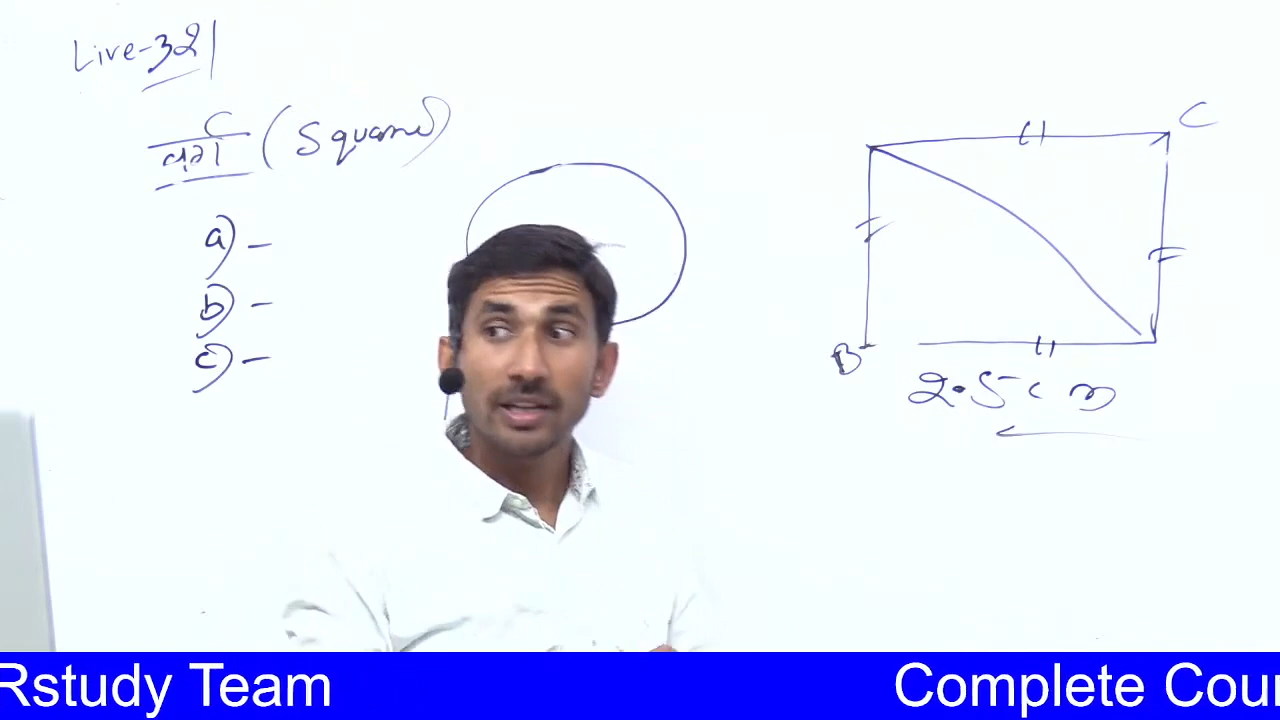 Live-321
वर्ग (Square)
a) -
b) -
c) -
C
B
2.5 cm
Rstudy Team
Complete Cour